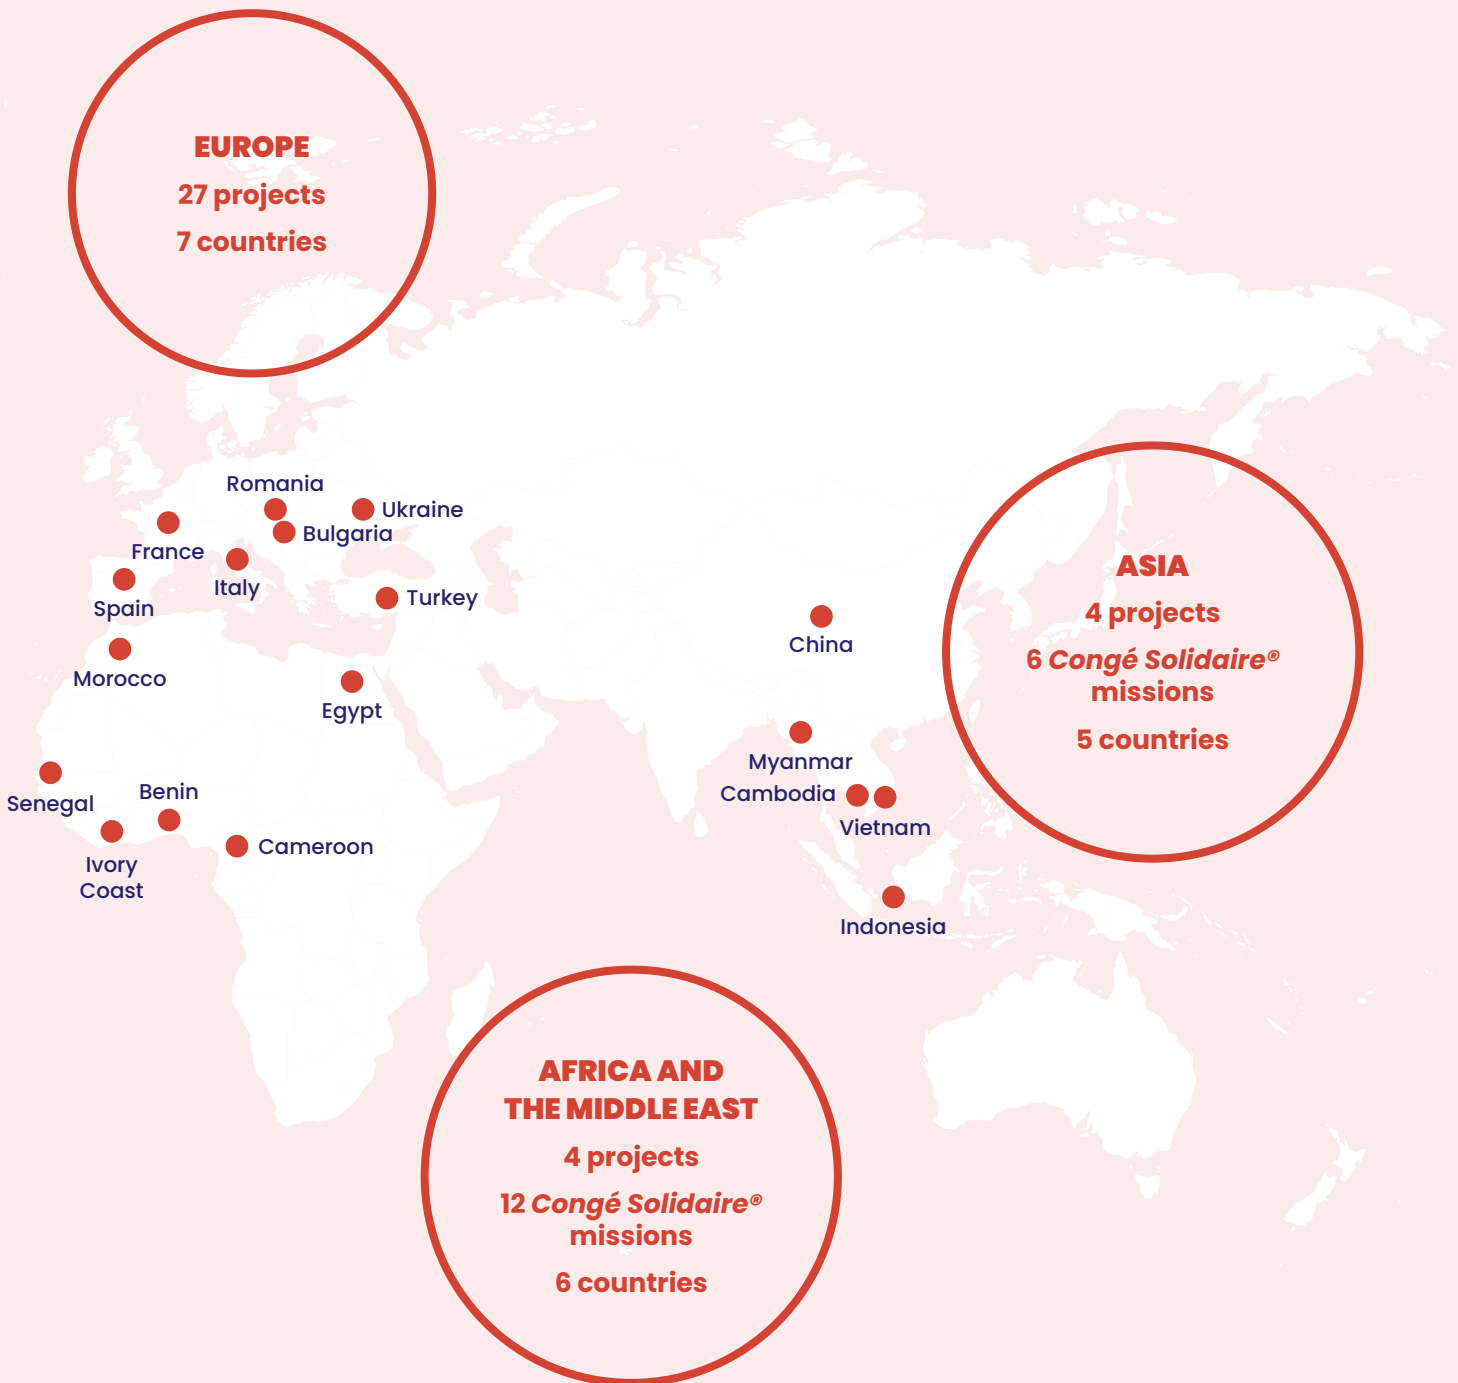 EUROPE
27 projects
7 countries
Romania
Ukraine
Bulgaria
France
Italy
Spain
Turkey
Morocco
Egypt
Senegal
Benin
Ivory
Coast
Cameroon
China
Myanmar
Cambodia
Vietnam
Indonesia
ASIA
4 projects
6 Congé Solidaire®
missions
5 countries
AFRICA AND
THE MIDDLE EAST
4 projects
12 Congé Solidaire®
missions
6 countries